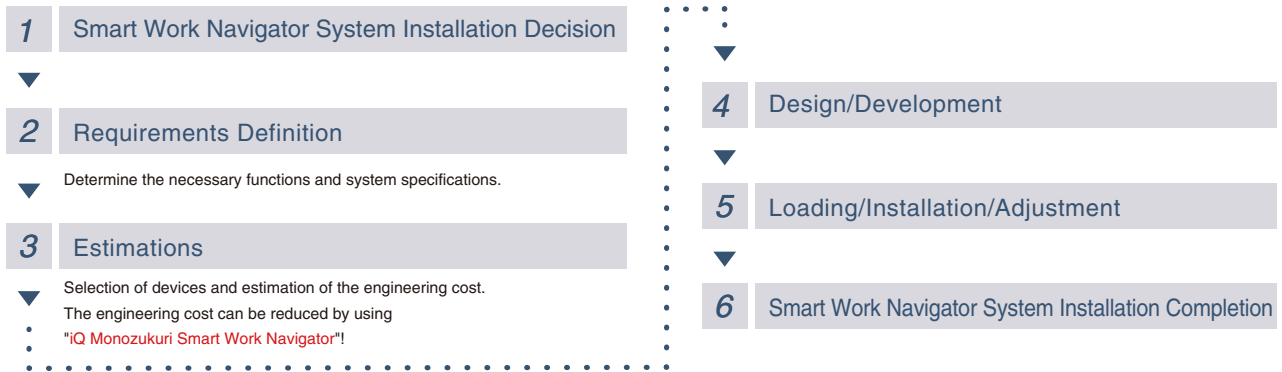 1 Smart Work Navigator System Installation Decision
2 Requirements Definition
Determine the necessary functions and system specifications.
3 Estimations
Selection of devices and estimation of the engineering cost.
The engineering cost can be reduced by using
"iQ Monozukuri Smart Work Navigator"!
4 Design/Development
5 Loading/Installation/Adjustment
6 Smart Work Navigator System Installation Completion